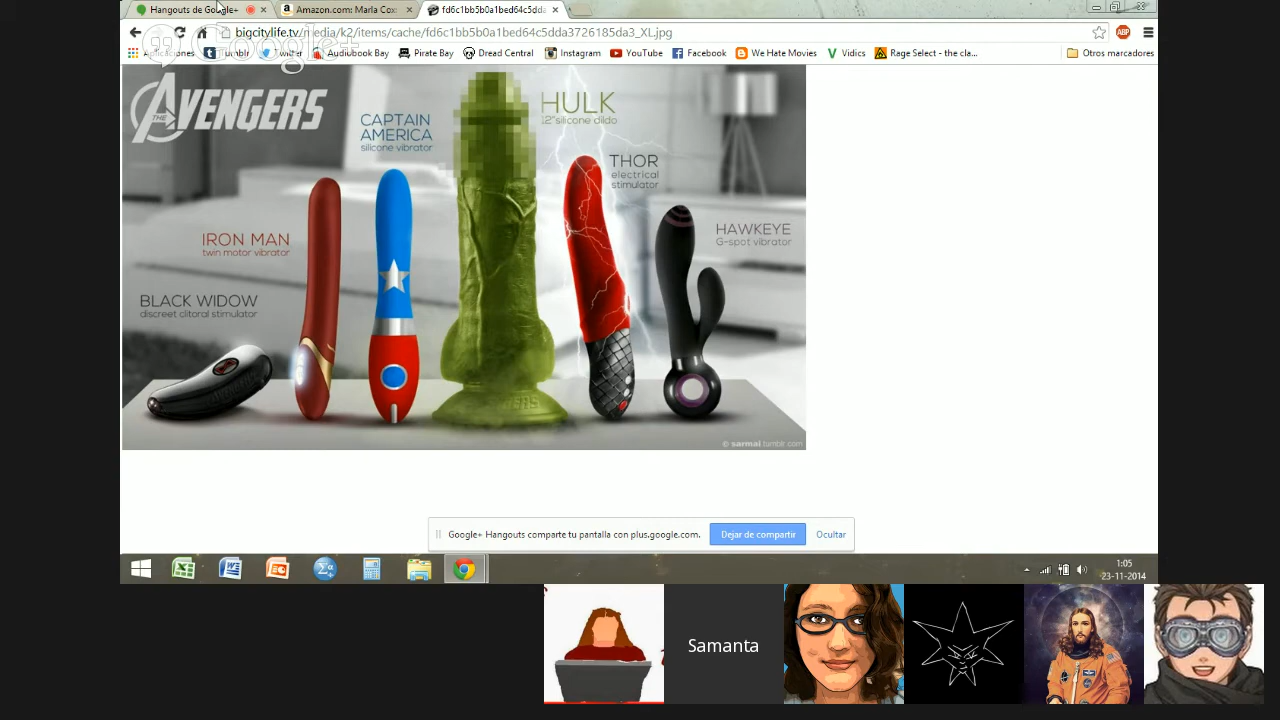 Hangouts de Google+
Amazon.com: Marla Cox
fd6c1bb5b0a1bed64c5dda
bigcitylife.tv/media/k2/items/cache/fd6c1bb5b0a1bed64c5dda3726185da3_XL.jpg
Google+
Aplicaciones
Tumblr
Twitter
Audiobook Bay
Pirate Bay
Dread Central
Instagram
YouTube
Facebook
We Hate Movies
Vidics
Rage Select - the cla...
Otros marcadores
THE AVENGERS
CAPTAIN
AMERICA
silicone vibrator
HULK
12"silicone dildo
THOR
electrical
stimulator
IRON MAN
twin motor vibrator
HAWKEYE
G-spot vibrator
BLACK WIDOW
discreet clitoral stimulator
© sarmai.tumblr.com
Google+ Hangouts comparte tu pantalla con plus.google.com.
Dejar de compartir
Ocultar
1:05
23-11-2014
Samanta